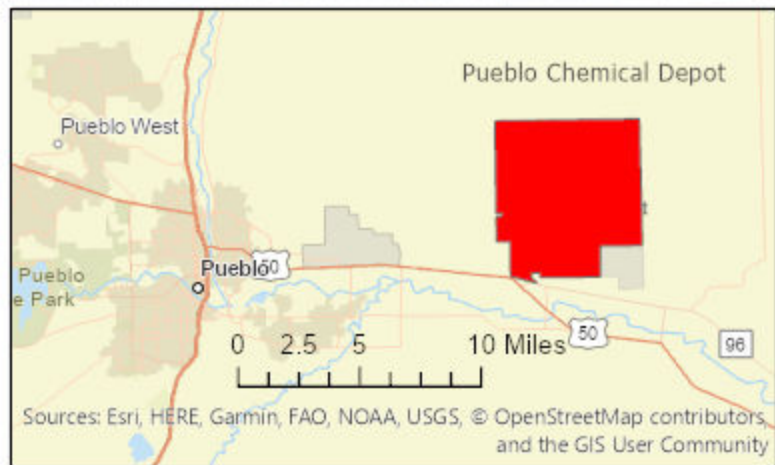 Pueblo Chemical Depot
Pueblo West
Pueblo
50
Pueblo
e Park
0 2.5 5 10 Miles
50
96
t
Sources: Esri, HERE, Garmin, FAO, NOAA, USGS, © OpenStreetMap contributors,
and the GIS User Community